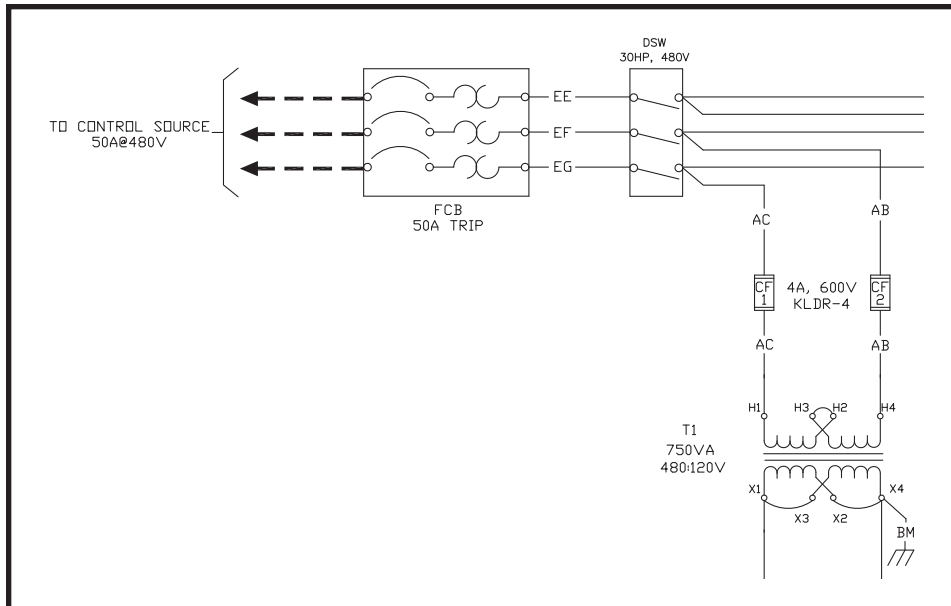 DSW
30HP, 480V
TO CONTROL SOURCE
50A@480V
EE
EF
EG
FCB
50A TRIP
AC
AB
CF
1
4A, 600V
KLDR-4
CF
2
AC
AB
H1
H3
H2
H4
T1
750VA
480:120V
X1
X3
X2
X4
BM